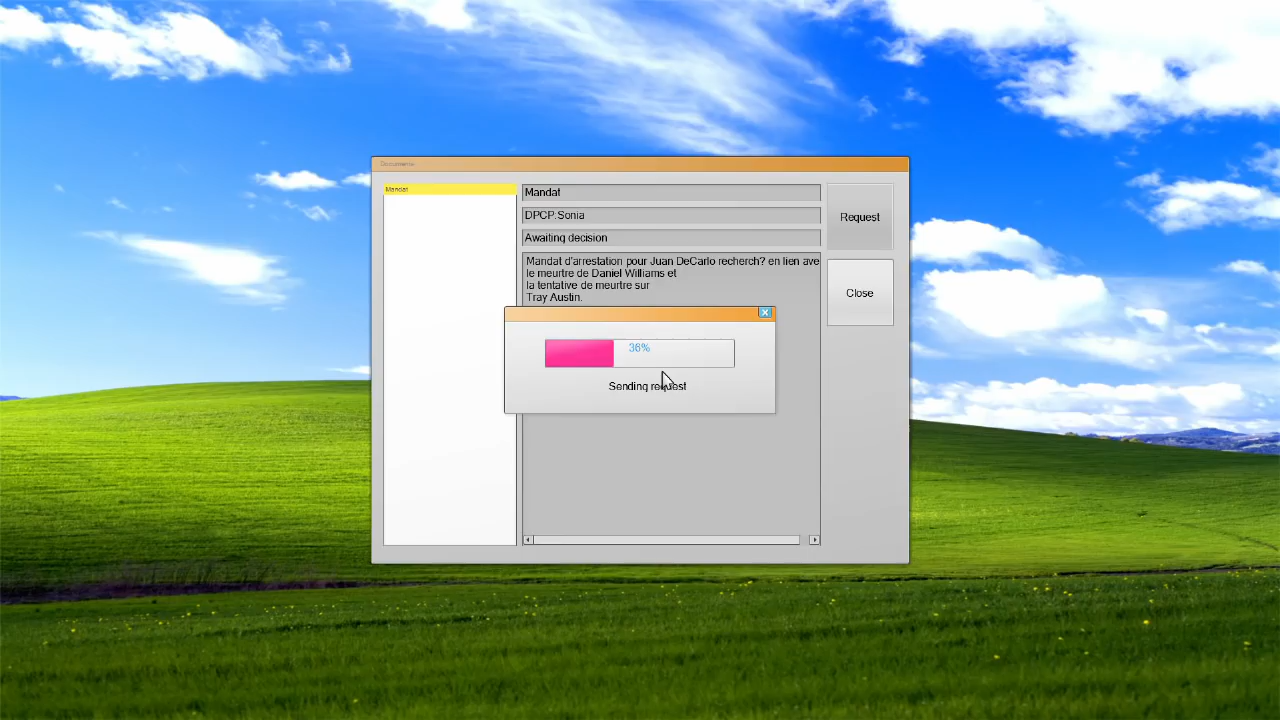 Documents
Mandat
Mandat
DPCP:Sonia
Awaiting decision
Mandat d'arrestation pour Juan DeCarlo recherch? en lien ave
le meurtre de Daniel Williams et
la tentative de meurtre sur
Tray Austin.
Request
Close
36%
Sending request